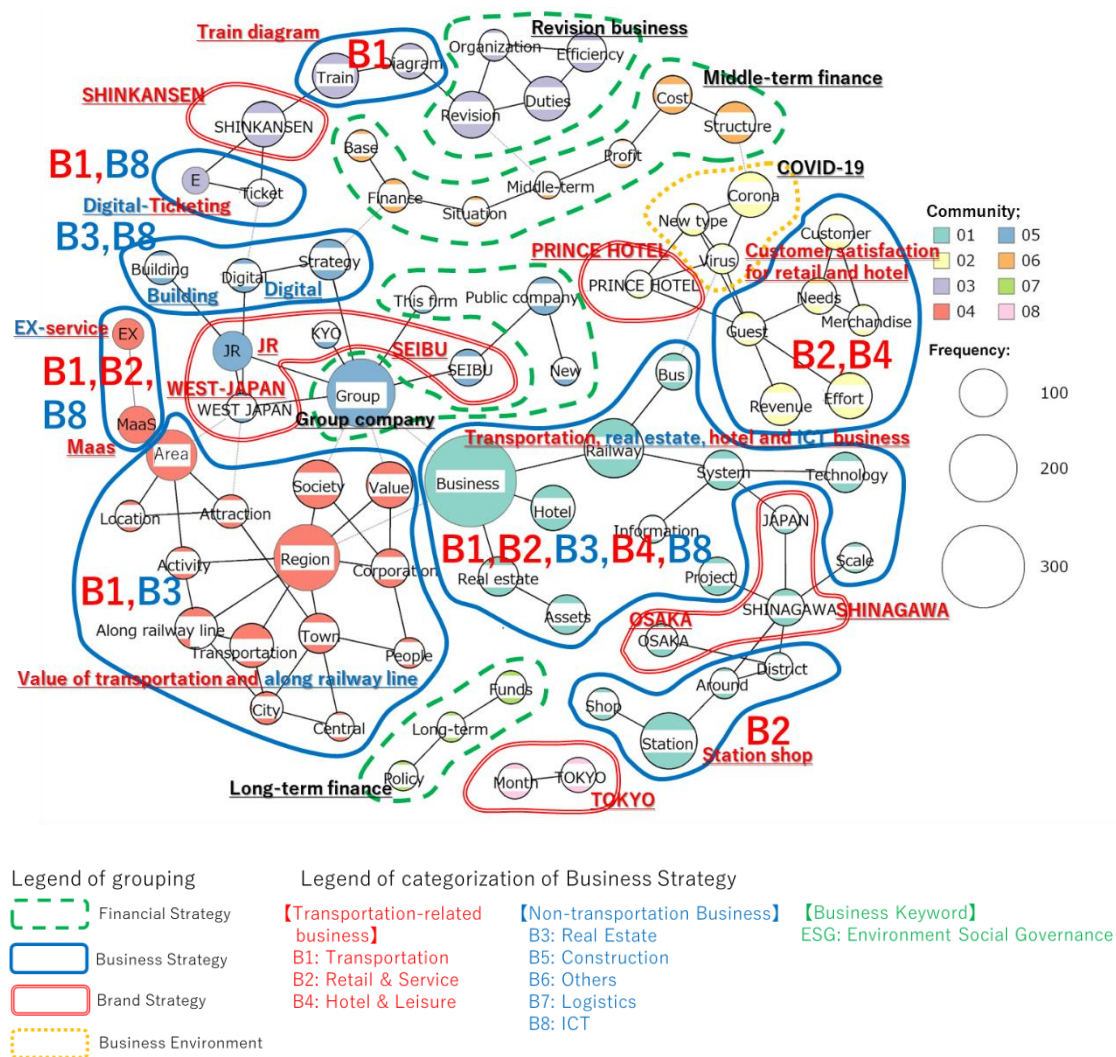 Train diagram
B1
Organization
Revision business
Efficiency
Diagram
Train
Middle-term finance
Cost
Duties
Revision
Structure
SHINKANSEN
SHINKANSEN
Base
Profit
COVID-19
B1,B8
E
Ticket
Middle-term
Corona
Finance
Situation
New type
Digital-Ticketing
Community;
01
02
03
04
05
06
07
08
B3,B8
Customer
PRINCE HOTEL
Virus
Customer satisfaction
for retail and hotel
Building
Digital
Strategy
PRINCE HOTEL
Building
Digital
This firm
Public company
Needs
Merchandise
EX-service
EX
KYO
Guest
JR
JR
SEIBU
SEIBU
New
B2,B4
Frequency:
100
200
300
B1,B2,
B8
WEST-JAPAN
WEST JAPAN
Group
Group company
Bus
Revenue
Effort
MaaS
Maas
Area
Transportation, real estate, hotel and ICT business
Railway
Business
System
Technology
Society
Value
Location
Attraction
Hotel
Information
JAPAN
Region
B1,B2,B3,B4,B8
Activity
Corporation
Real estate
Project
Scale
B1,B3
Assets
SHINAGAWA
SHINAGAWA
Along railway line
Transportation
Town
OSAKA
OSAKA
People
District
Value of transportation and along railway line
Around
City
Central
Funds
Shop
Long-term
Station
B2
Station shop
Policy
Long-term finance
Month
TOKYO
TOKYO
Legend of grouping
Financial Strategy
Business Strategy
Brand Strategy
Business Environment
Legend of categorization of Business Strategy
【Transportation-related
business】
B1: Transportation
B2: Retail & Service
B4: Hotel & Leisure
【Non-transportation Business】
B3: Real Estate
B5: Construction
B6: Others
B7: Logistics
B8: ICT
【Business Keyword】
ESG: Environment Social Governance